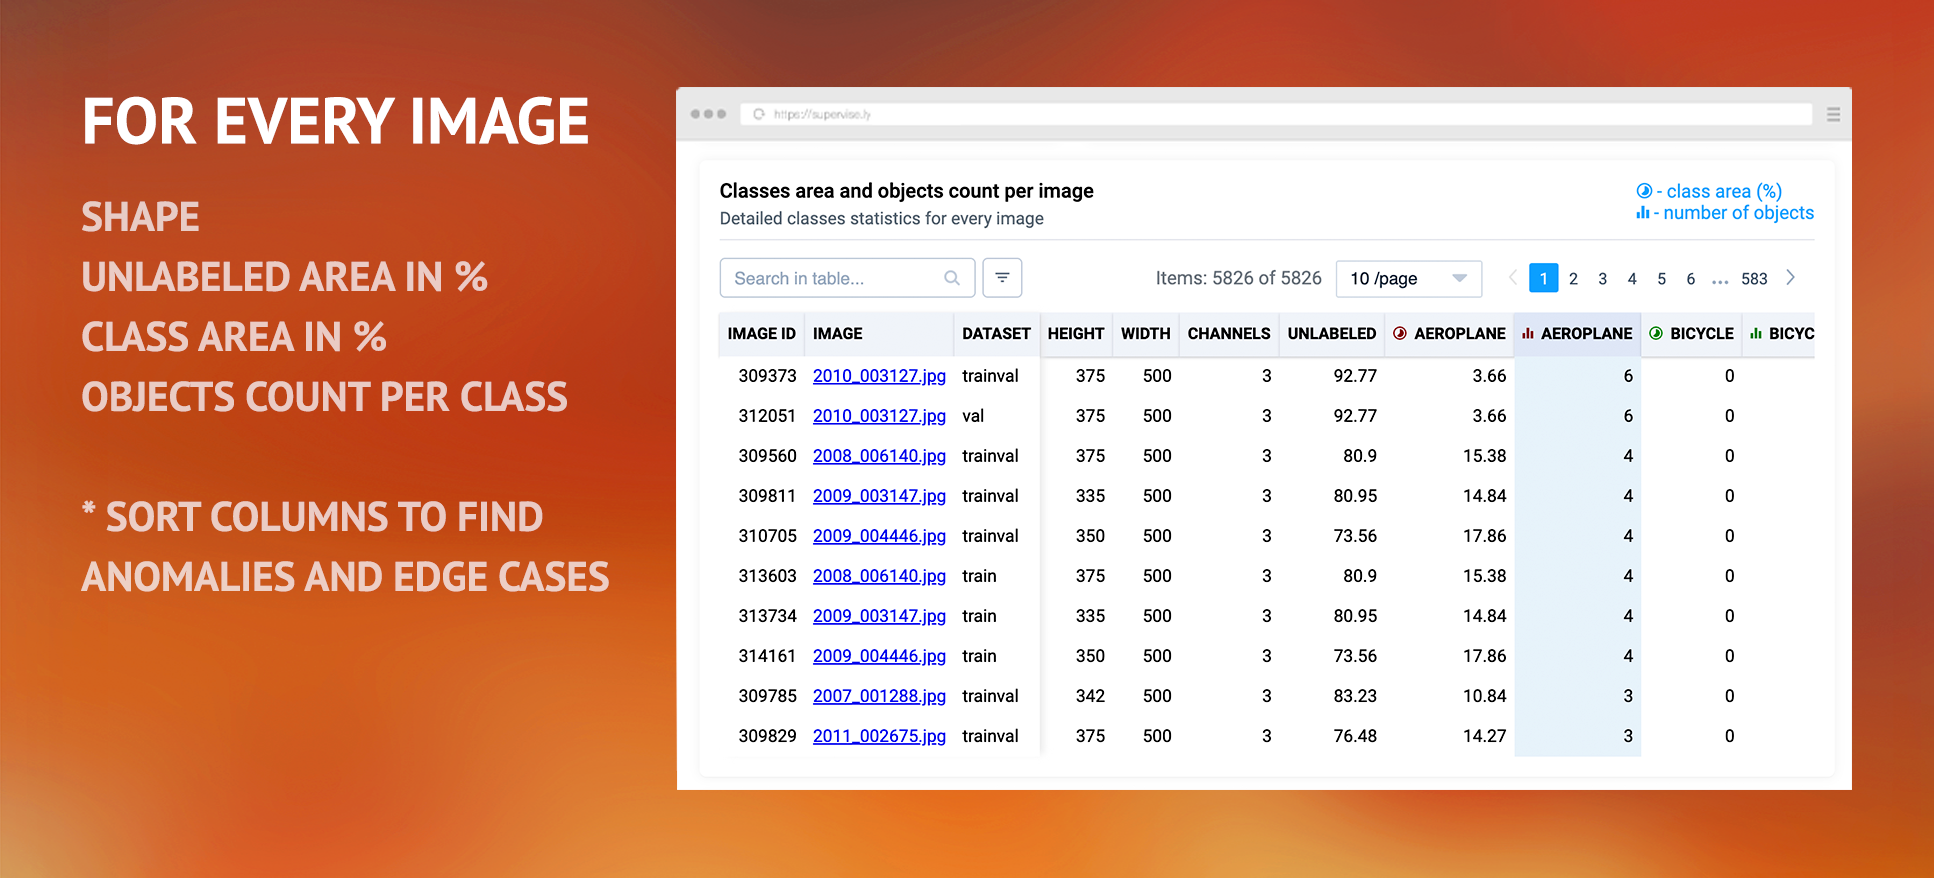 FOR EVERY IMAGE
SHAPE
UNLABELED AREA IN %
CLASS AREA IN %
OBJECTS COUNT PER CLASS
* SORT COLUMNS TO FIND
ANOMALIES AND EDGE CASES
https://supervise.ly
Classes area and objects count per image
Detailed classes statistics for every image
- class area (%)
- number of objects
Search in table... Items: 5826 of 5826 10 /page 1 2 3 4 5 6 ... 583
IMAGE ID IMAGE DATASET HEIGHT WIDTH CHANNELS UNLABELED AEROPLANE AEROPLANE BICYCLE BICYC
309373 2010_003127.jpg trainval 375 500 3 92.77 3.66 6 0
312051 2010_003127.jpg val 375 500 3 92.77 3.66 6 0
309560 2008_006140.jpg trainval 375 500 3 80.9 15.38 4 0
309811 2009_003147.jpg trainval 335 500 3 80.95 14.84 4 0
310705 2009_004446.jpg trainval 350 500 3 73.56 17.86 4 0
313603 2008_006140.jpg train 375 500 3 80.9 15.38 4 0
313734 2009_003147.jpg train 335 500 3 80.95 14.84 4 0
314161 2009_004446.jpg train 350 500 3 73.56 17.86 4 0
309785 2007_001288.jpg trainval 342 500 3 83.23 10.84 3 0
309829 2011_002675.jpg trainval 375 500 3 76.48 14.27 3 0